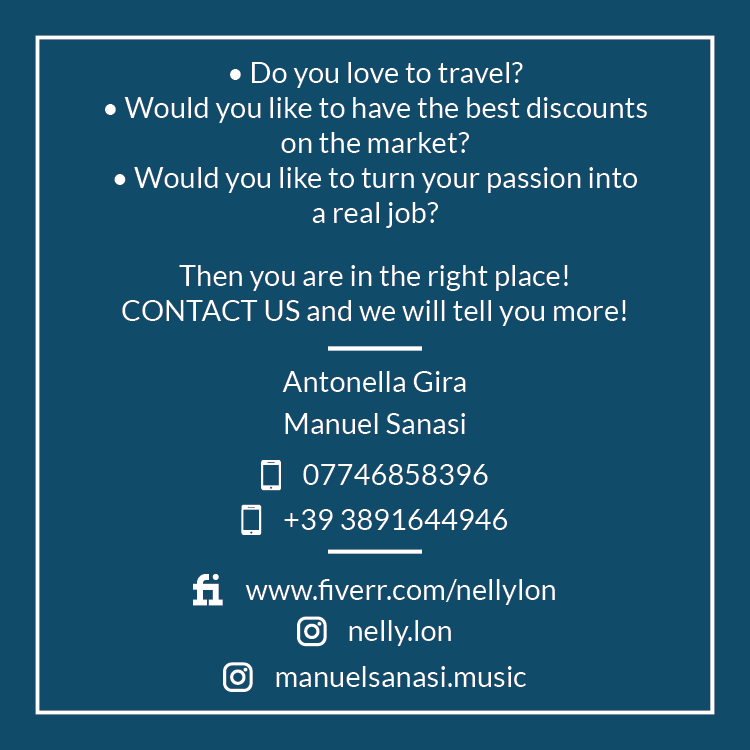 • Do you love to travel?
• Would you like to have the best discounts
on the market?
• Would you like to turn your passion into
a real job?
Then you are in the right place!
CONTACT US and we will tell you more!
Antonella Gira
Manuel Sanasi
07746858396
+39 3891644946
fi www.fiverr.com/nellylon
nelly.lon
manuelsanasi.music